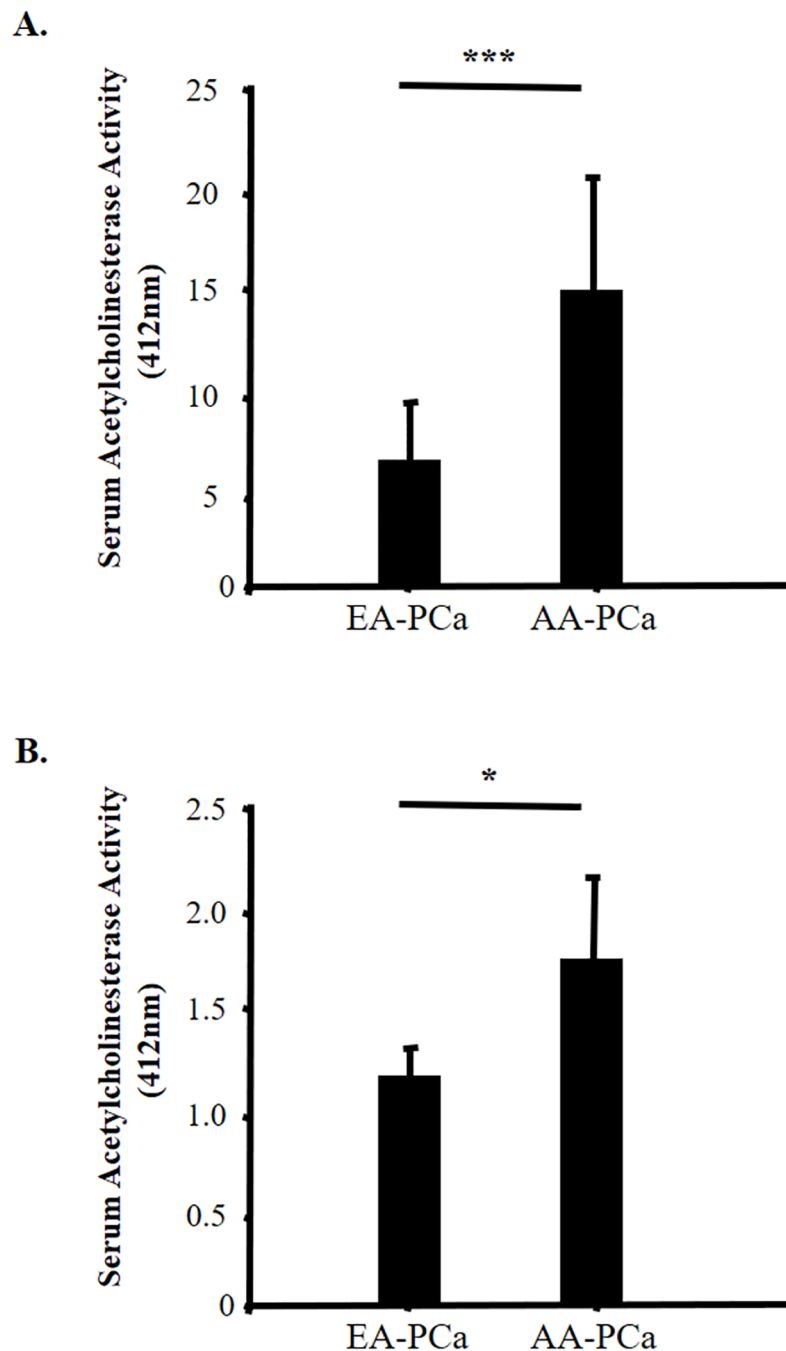 A.
***
Serum Acetylcholinesterase Activity
(412nm)
25
20
15
10
5
0
EA-PCa AA-PCa
B.
*
Serum Acetylcholinesterase Activity
(412nm)
2.5
2.0
1.5
1.0
0.5
0
EA-PCa AA-PCa